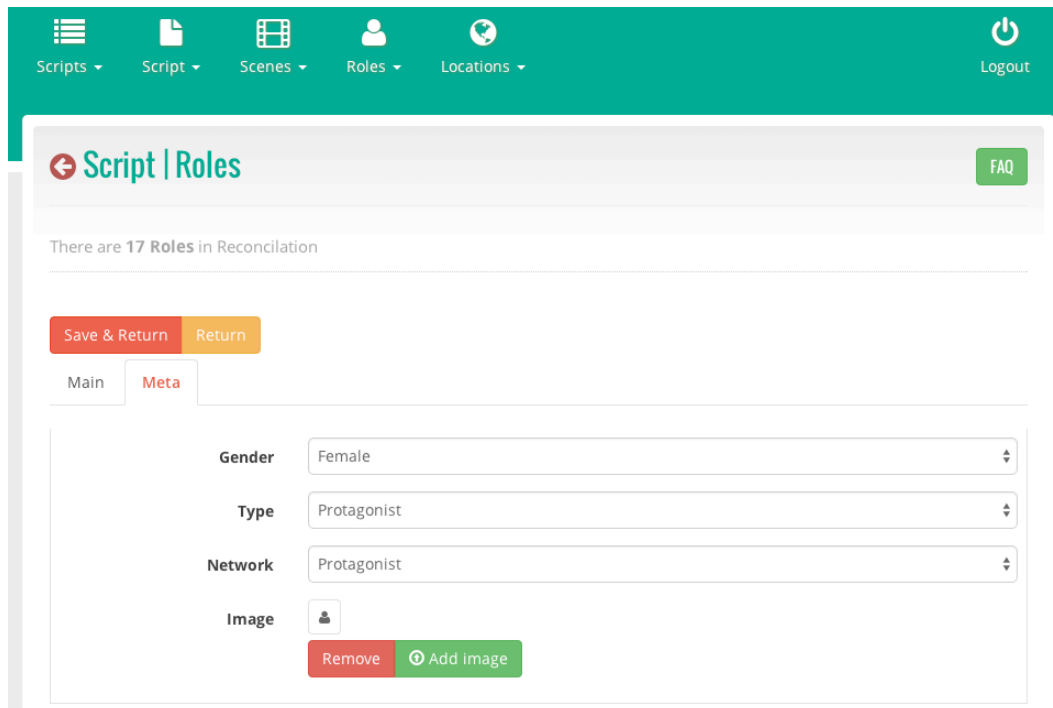 Scripts Script Scenes Roles Locations Logout
Script | Roles FAQ
There are 17 Roles in Reconcilation
Save & Return Return
Main Meta
Gender Female
Type Protagonist
Network Protagonist
Image
Remove Add image